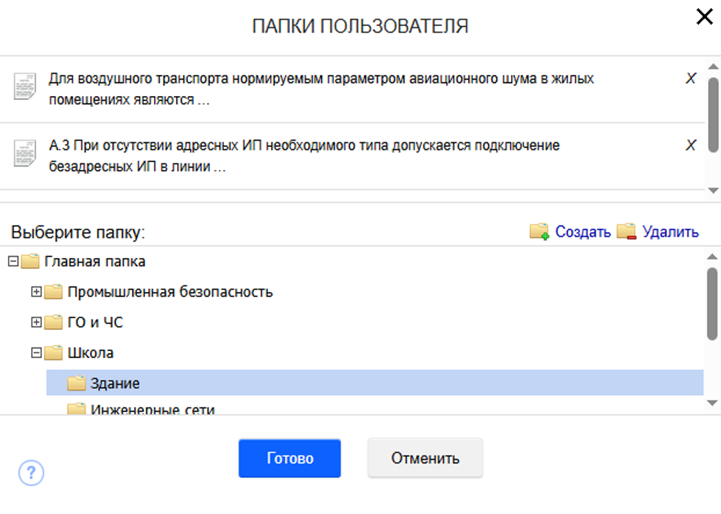 ПАПКИ ПОЛЬЗОВАТЕЛЯ
Для воздушного транспорта нормируемым параметром авиационного шума в жилых
помещениях являются ...
X
А.3 При отсутствии адресных ИП необходимого типа допускается подключение
безадресных ИП в линии ...
X
Выберите папку:
Создать
Удалить
Главная папка
Промышленная безопасность
ГО и ЧС
Школа
Здание
Инженерные сети
?
Готово
Отменить